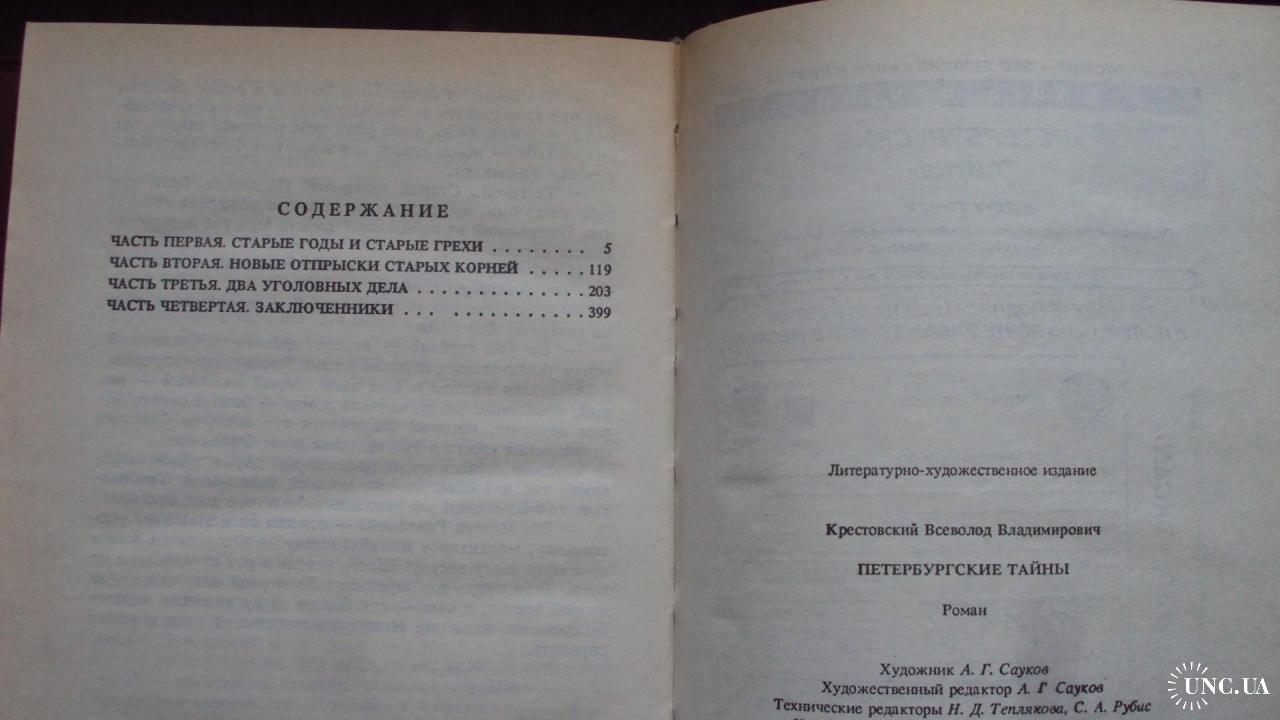 СОДЕРЖАНИЕ
ЧАСТЬ ПЕРВАЯ. СТАРЫЕ ГОДЫ И СТАРЫЕ ГРЕХИ . . . . . . . . 5
ЧАСТЬ ВТОРАЯ. НОВЫЕ ОТПРЫСКИ СТАРЫХ КОРНЕЙ . . . . . 119
ЧАСТЬ ТРЕТЬЯ. ДВА УГОЛОВНЫХ ДЕЛА . . . . . . . . . . . . . . 203
ЧАСТЬ ЧЕТВЕРТАЯ. ЗАКЛЮЧЕННИКИ . . . . . . . . . . . . . . 399
Литературно-художественное издание
Крестовский Всеволод Владимирович
ПЕТЕРБУРГСКИЕ ТАЙНЫ
Роман
Художник А. Г. Сауков
Художественный редактор А. Г Сауков
Технические редакторы Н. Д. Теплякова, С. А. Рубис
UNC.UA